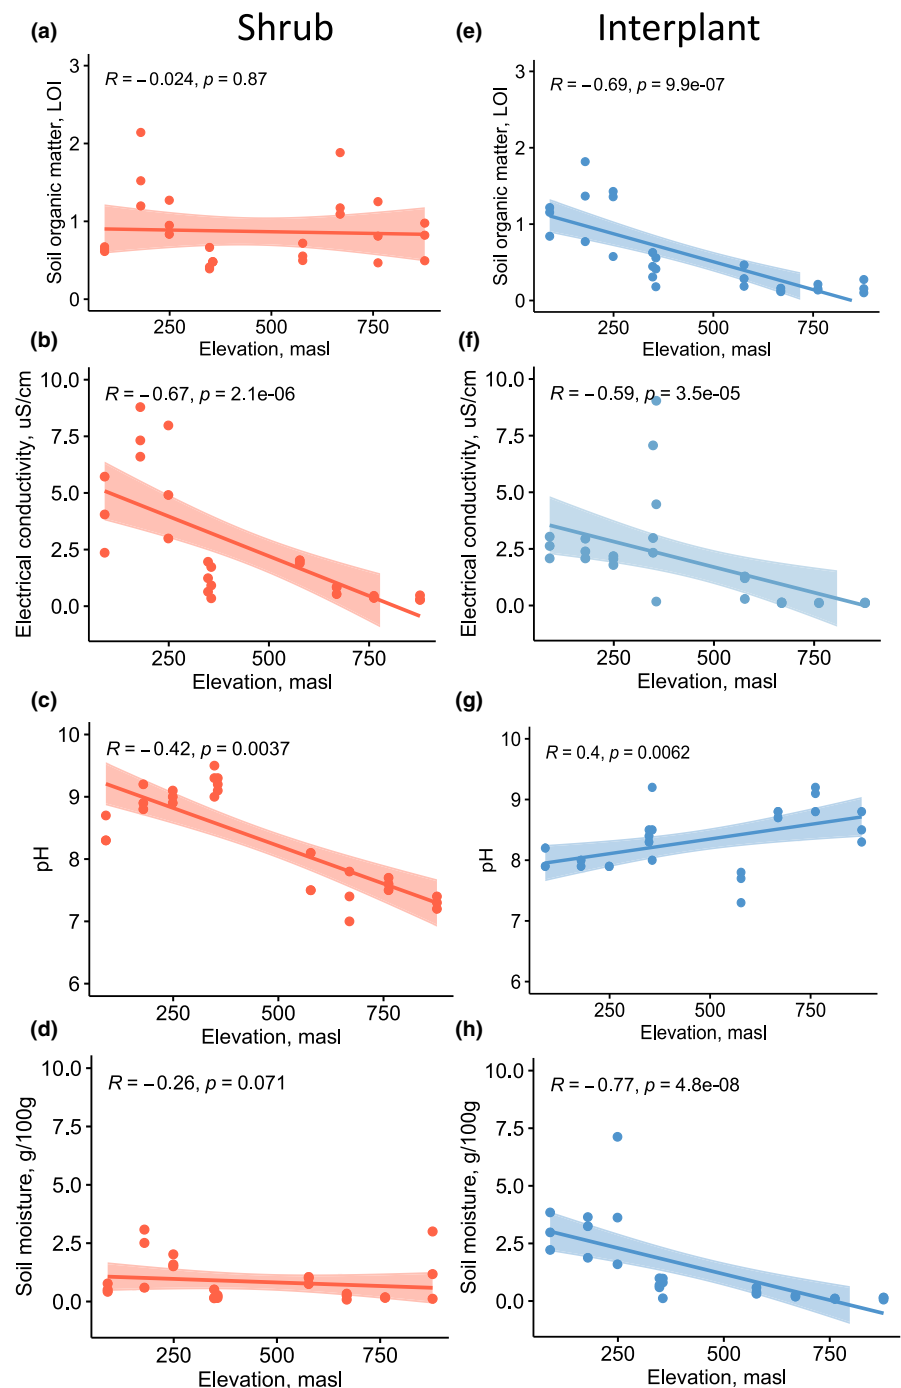 Shrub
Interplant
(a)
R = −0.024, p = 0.87
Soil organic matter, LOI
3
2
1
0
250
500
750
Elevation, masl
(e)
R = −0.69, p = 9.9e-07
Soil organic matter, LOI
3
2
1
0
250
500
750
Elevation, masl
(b)
R = −0.67, p = 2.1e-06
Electrical conductivity, uS/cm
10.0
7.5
5.0
2.5
0.0
250
500
750
Elevation, masl
(f)
R = −0.59, p = 3.5e-05
Electrical conductivity, uS/cm
10.0
7.5
5.0
2.5
0.0
250
500
750
Elevation, masl
(c)
R = −0.42, p = 0.0037
pH
10
9
8
7
6
250
500
750
Elevation, masl
(g)
R = 0.4, p = 0.0062
pH
10
9
8
7
6
250
500
750
Elevation, masl
(d)
R = −0.26, p = 0.071
Soil moisture, g/100g
10.0
7.5
5.0
2.5
0.0
250
500
750
Elevation, masl
(h)
R = −0.77, p = 4.8e-08
Soil moisture, g/100g
10.0
7.5
5.0
2.5
0.0
250
500
750
Elevation, masl